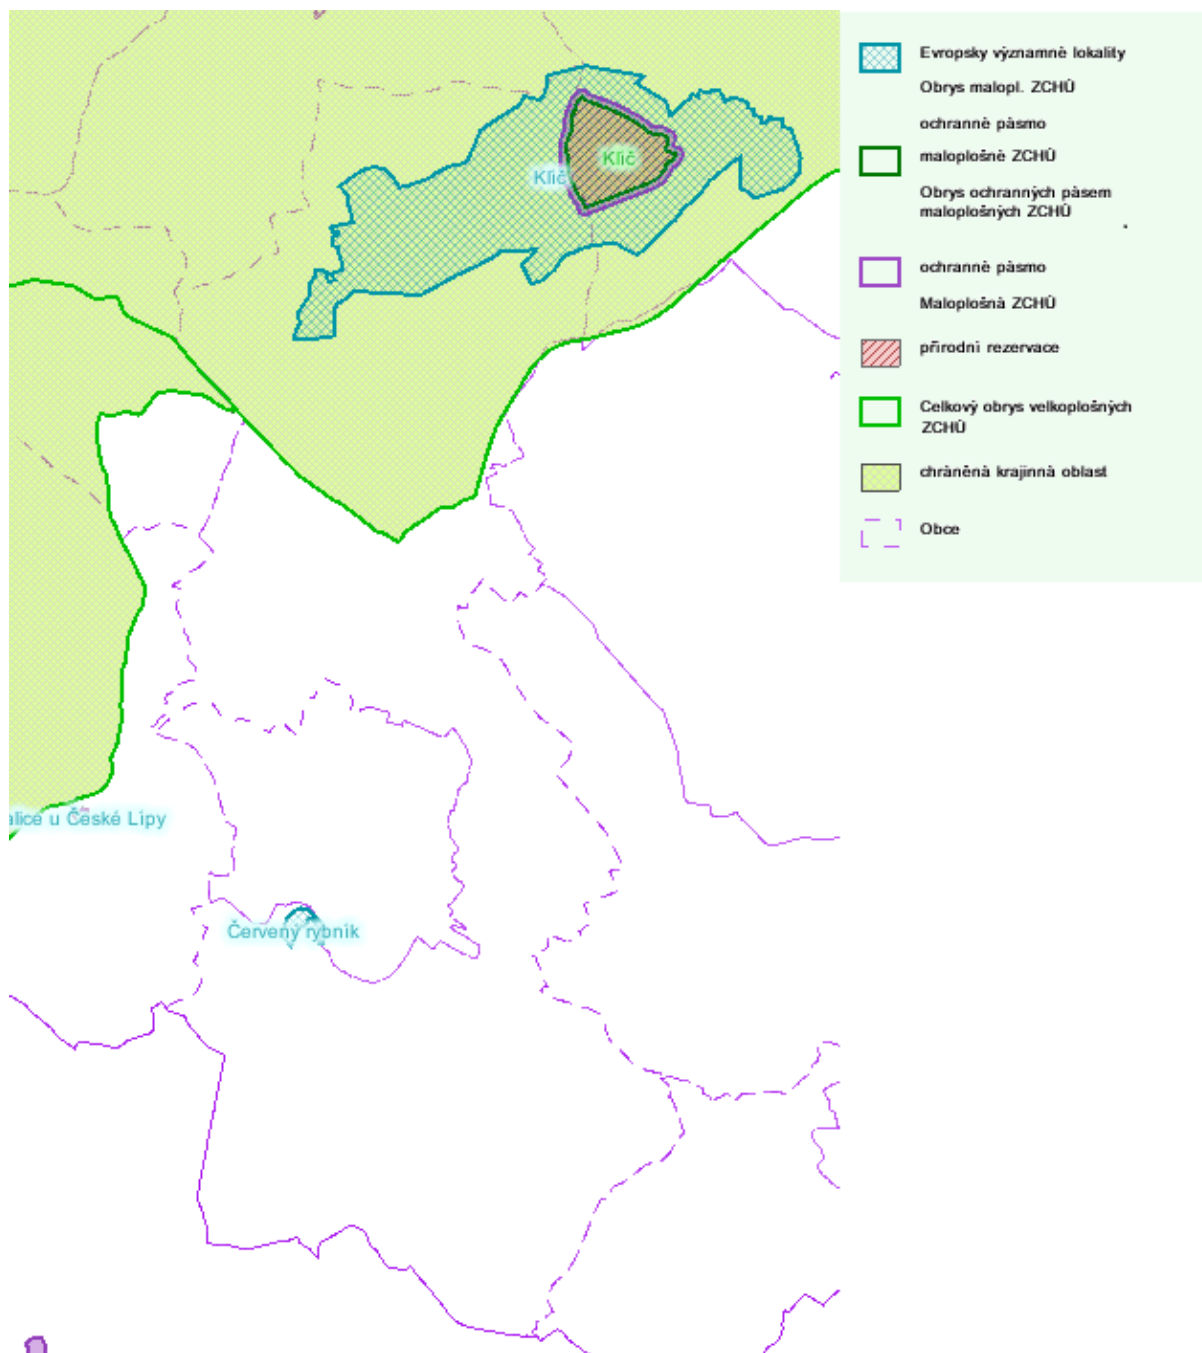 Evropsky významné lokality
Obrys malopl. ZCHÚ
ochranné pásmo
maloplošné ZCHÚ
Obrys ochranných pásem
maloplošných ZCHÚ
ochranné pásmo
Maloplošná ZCHÚ
přírodní rezervace
Celkový obrys velkoplošných
ZCHÚ
chráněná krajinná oblast
Obce
Klíč
Klíč
alice u České Lípy
Červený rybník